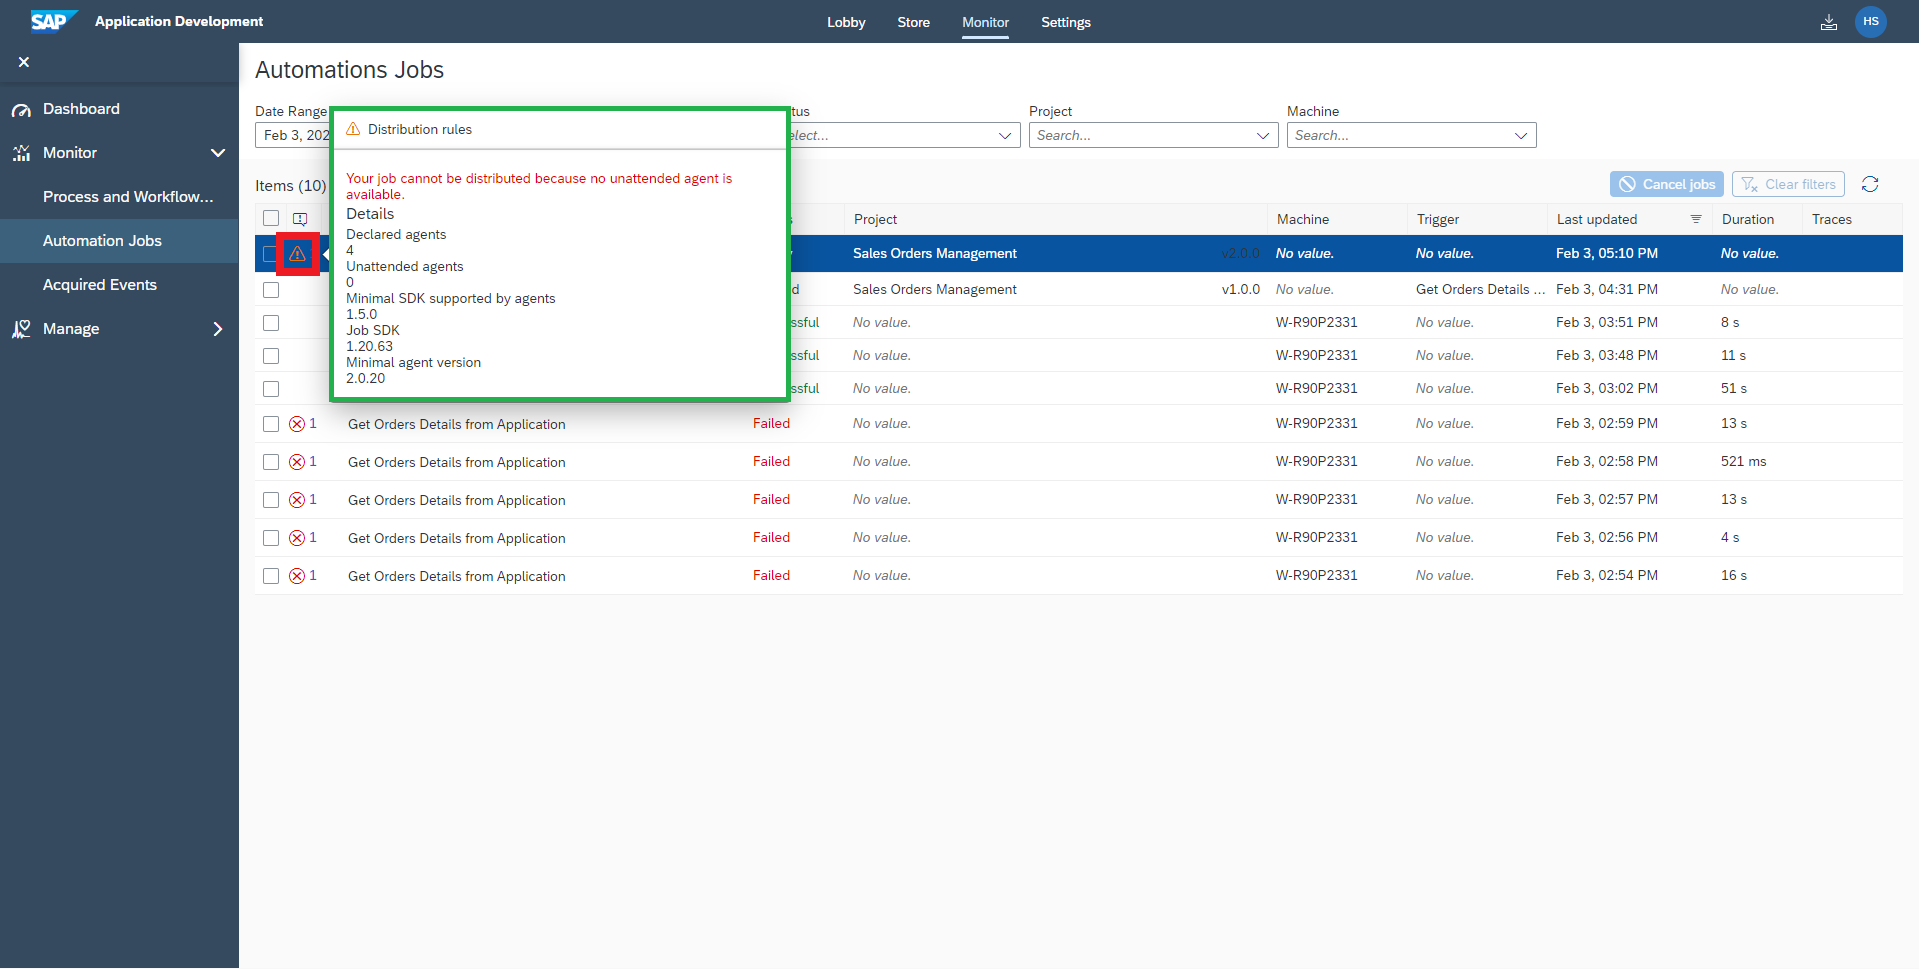 SAP Application Development Lobby Store Monitor Settings HS
Automations Jobs
Dashboard
Monitor
Process and Workflow...
Automation Jobs
Acquired Events
Manage
Date Range Project Machine
Feb 3, 202 Search... Search...
Distribution rules
Your job cannot be distributed because no unattended agent is
available.
Details
Declared agents
4
Unattended agents
0
Minimal SDK supported by agents
1.5.0
Job SDK
1.20.63
Minimal agent version
2.0.20
Items (10) Cancel jobs Clear filters
Project Machine Trigger Last updated Duration Traces
Sales Orders Management v2.0.0 No value. No value. Feb 3, 05:10 PM No value.
Sales Orders Management v1.0.0 No value. Get Orders Details ... Feb 3, 04:31 PM No value.
ssful No value. W-R90P2331 No value. Feb 3, 03:51 PM 8 s
ssful No value. W-R90P2331 No value. Feb 3, 03:48 PM 11 s
ssful No value. W-R90P2331 No value. Feb 3, 03:02 PM 51 s
1 Get Orders Details from Application Failed No value. W-R90P2331 No value. Feb 3, 02:59 PM 13 s
1 Get Orders Details from Application Failed No value. W-R90P2331 No value. Feb 3, 02:58 PM 521 ms
1 Get Orders Details from Application Failed No value. W-R90P2331 No value. Feb 3, 02:57 PM 13 s
1 Get Orders Details from Application Failed No value. W-R90P2331 No value. Feb 3, 02:56 PM 4 s
1 Get Orders Details from Application Failed No value. W-R90P2331 No value. Feb 3, 02:54 PM 16 s